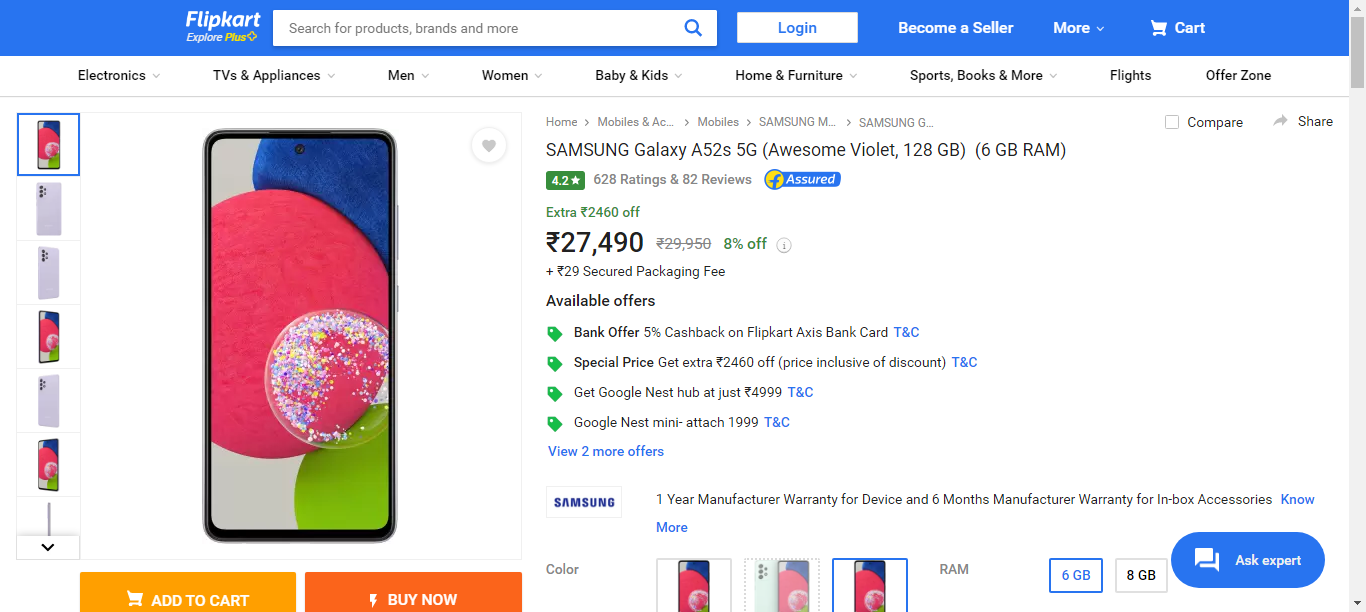 Flipkart
Explore Plus
Search for products, brands and more
Login
Become a Seller
More
Cart
Electronics
TVs & Appliances
Men
Women
Baby & Kids
Home & Furniture
Sports, Books & More
Flights
Offer Zone
Home > Mobiles & Ac... > Mobiles > SAMSUNG M... > SAMSUNG G...
Compare
Share
SAMSUNG Galaxy A52s 5G (Awesome Violet, 128 GB) (6 GB RAM)
4.2★ 628 Ratings & 82 Reviews Assured
Extra ₹2460 off
₹27,490 ₹29,950 8% off i
+ ₹29 Secured Packaging Fee
Available offers
Bank Offer 5% Cashback on Flipkart Axis Bank Card T&C
Special Price Get extra ₹2460 off (price inclusive of discount) T&C
Get Google Nest hub at just ₹4999 T&C
Google Nest mini- attach 1999 T&C
View 2 more offers
SAMSUNG
1 Year Manufacturer Warranty for Device and 6 Months Manufacturer Warranty for In-box Accessories Know
More
Color
RAM
6 GB
8 GB
Ask expert
ADD TO CART
BUY NOW